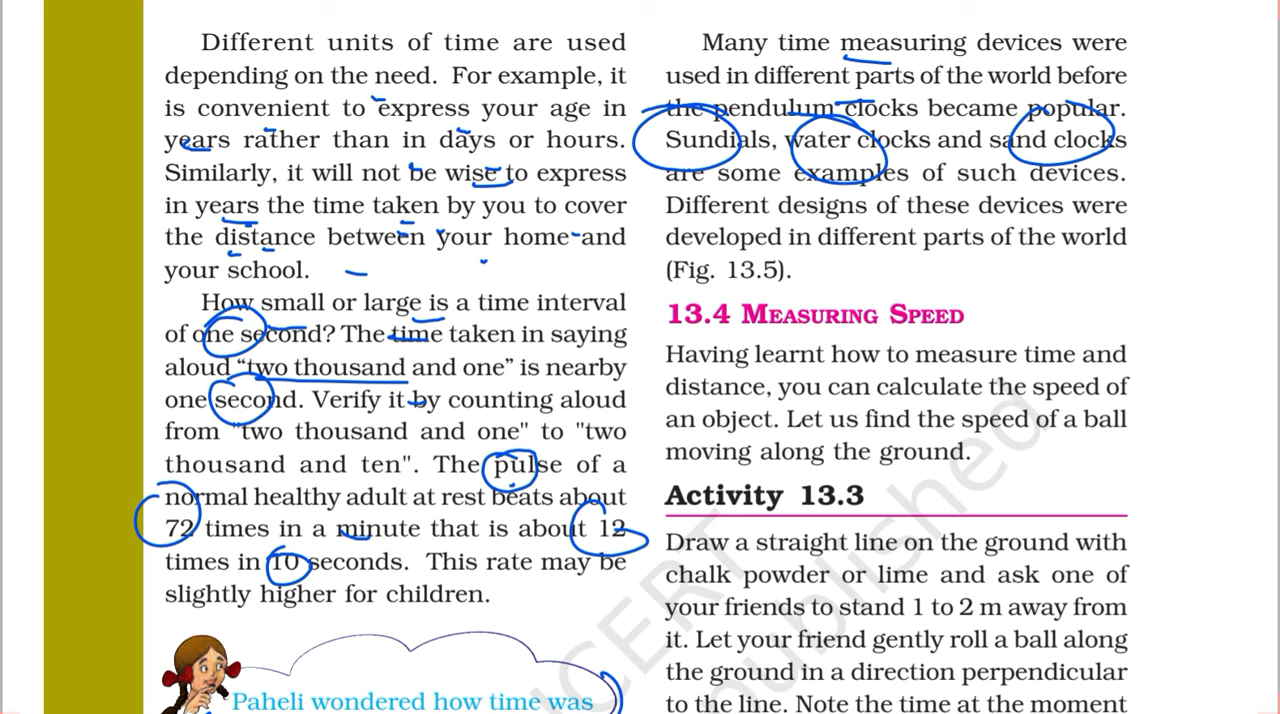 Different units of time are used
depending on the need. For example, it
is convenient to express your age in
years rather than in days or hours.
Similarly, it will not be wise to express
in years the time taken by you to cover
the distance between your home and
your school.
How small or large is a time interval
of one second? The time taken in saying
aloud “two thousand and one” is nearby
one second. Verify it by counting aloud
from "two thousand and one" to "two
thousand and ten". The pulse of a
normal healthy adult at rest beats about
72 times in a minute that is about 12
times in 10 seconds. This rate may be
slightly higher for children.
Paheli wondered how time was
Many time measuring devices were
used in different parts of the world before
the pendulum clocks became popular.
Sundials, water clocks and sand clocks
are some examples of such devices.
Different designs of these devices were
developed in different parts of the world
(Fig. 13.5).
13.4 MEASURING SPEED
Having learnt how to measure time and
distance, you can calculate the speed of
an object. Let us find the speed of a ball
moving along the ground.
Activity 13.3
Draw a straight line on the ground with
chalk powder or lime and ask one of
your friends to stand 1 to 2 m away from
it. Let your friend gently roll a ball along
the ground in a direction perpendicular
to the line. Note the time at the moment
NCERT
published